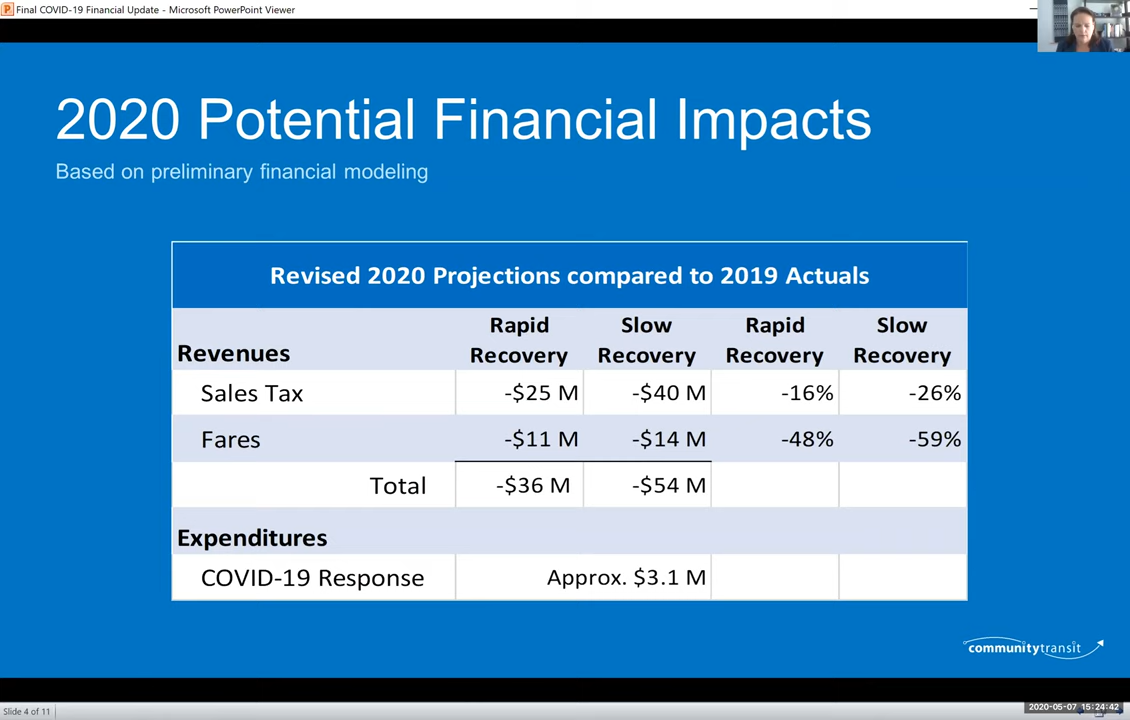 Final COVID-19 Financial Update - Microsoft PowerPoint Viewer
2020 Potential Financial Impacts
Based on preliminary financial modeling
Revised 2020 Projections compared to 2019 Actuals
Revenues Rapid Recovery Slow Recovery Rapid Recovery Slow Recovery
Sales Tax -$25 M -$40 M -16% -26%
Fares -$11 M -$14 M -48% -59%
Total -$36 M -$54 M
Expenditures
COVID-19 Response Approx. $3.1 M
communitytransit
Slide 4 of 11
2020-05-07 15:24:42